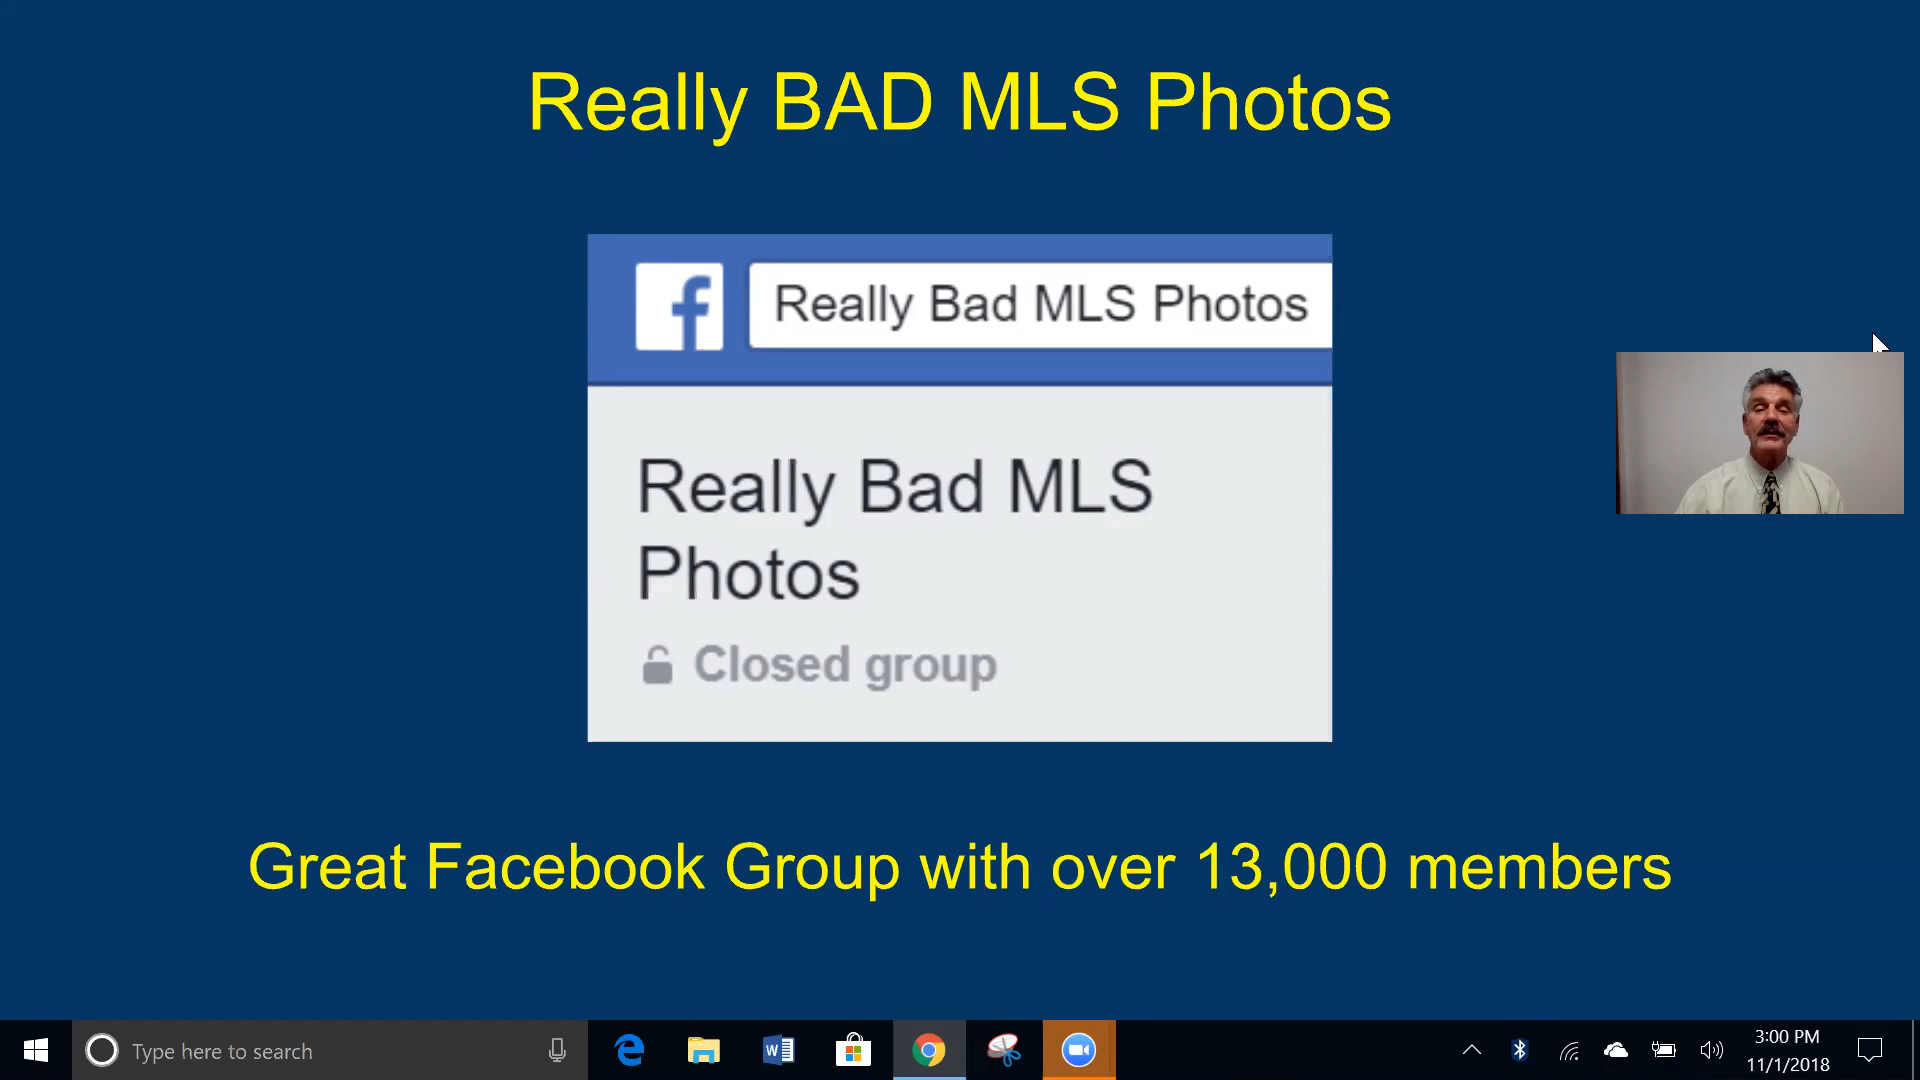 Really BAD MLS Photos
Really Bad MLS Photos
Really Bad MLS
Photos
Closed group
Great Facebook Group with over 13,000 members
Type here to search
3:00 PM
11/1/2018